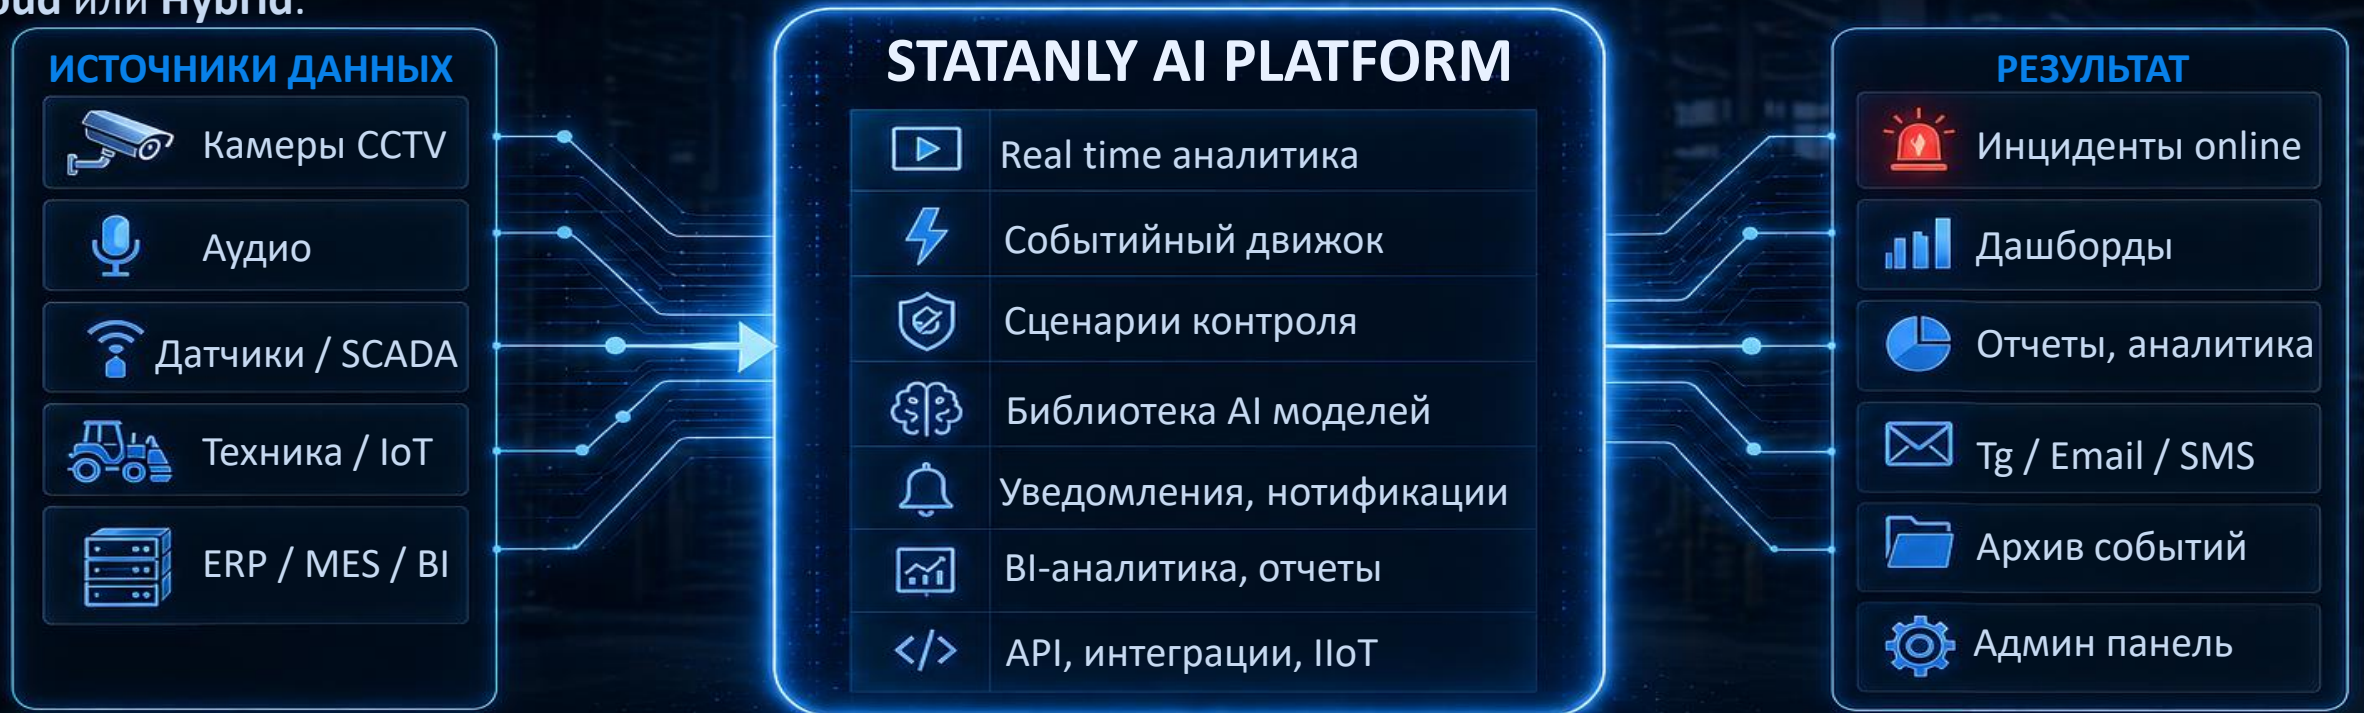 или Hybrid.
ИСТОЧНИКИ ДАННЫХ
Камеры CCTV
Аудио
Датчики / SCADA
Техника / IoT
ERP / MES / BI
STATANLY AI PLATFORM
Real time аналитика
Событийный движок
Сценарии контроля
Библиотека AI моделей
Уведомления, нотификации
BI-аналитика, отчеты
API, интеграции, IIoT
РЕЗУЛЬТАТ
Инциденты online
Дашборды
Отчеты, аналитика
Tg / Email / SMS
Архив событий
Админ панель